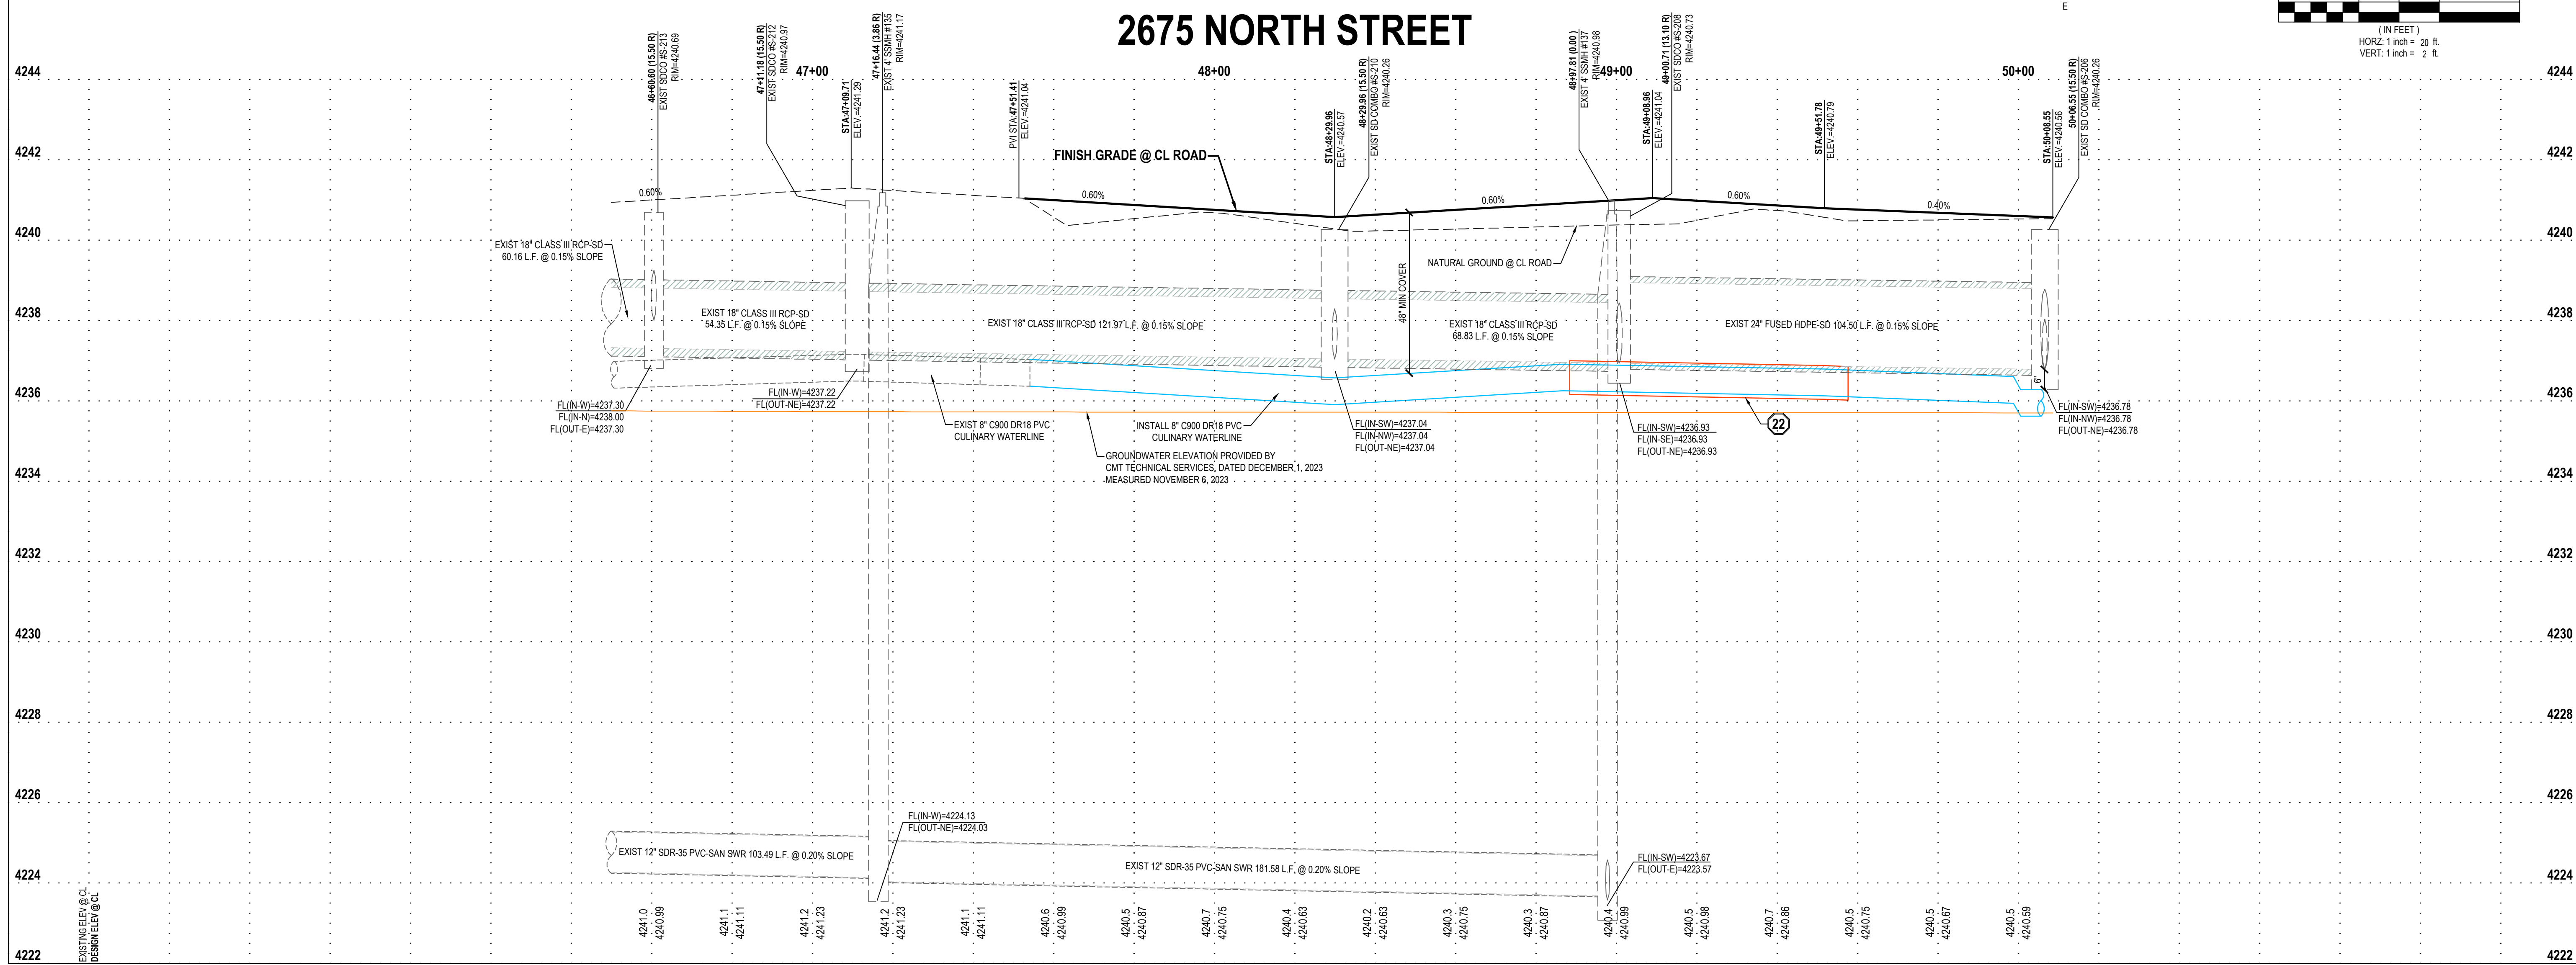 2675 NORTH STREET
E
( IN FEET )
HORZ: 1 inch = 20 ft.
VERT: 1 inch = 2 ft.
46+60.60 (15.50 R)
EXIST SDCO #S-213
RIM=4240.69
47+11.18 (15.50 R)
EXIST SDCO #S-212
RIM=4240.97
47+00
STA:47+09.71
ELEV.=4241.29
47+16.44 (3.86 R)
EXIST 4' SSMH #135
RIM=4241.17
PVI STA:47+51.41
ELEV.=4241.04
48+00
STA:48+29.96
ELEV.=4240.57
48+29.96 (15.50 R)
EXIST SD COMBO #S-210
RIM=4240.26
48+97.81 (0.00 )
EXIST 4' SSMH #137
RIM=4240.98
49+00
STA:49+08.96
ELEV.=4241.04
49+00.71 (13.10 R)
EXIST SDCO #S-208
RIM=4240.73
STA:49+51.78
ELEV.=4240.79
50+00
STA:50+08.55
ELEV.=4240.56
50+06.55 (15.50 R)
EXIST SD COMBO #S-206
RIM=4240.26
4244
4244
4242
4242
FINISH GRADE @ CL ROAD
0.60%
0.60%
0.60%
0.60%
0.40%
4240
4240
EXIST 18" CLASS III RCP-SD
60.16 L.F. @ 0.15% SLOPE
NATURAL GROUND @ CL ROAD
48" MIN COVER
4238
4238
EXIST 18" CLASS III RCP-SD
54.35 L.F. @ 0.15% SLOPE
EXIST 18" CLASS III RCP-SD 121.97 L.F. @ 0.15% SLOPE
EXIST 18" CLASS III RCP-SD
68.83 L.F. @ 0.15% SLOPE
EXIST 24" FUSED HDPE-SD 104.50 L.F. @ 0.15% SLOPE
6"
4236
4236
FL(IN-W)=4237.30
FL(IN-N)=4238.00
FL(OUT-E)=4237.30
FL(IN-W)=4237.22
FL(OUT-NE)=4237.22
EXIST 8" C900 DR18 PVC
CULINARY WATERLINE
INSTALL 8" C900 DR18 PVC
CULINARY WATERLINE
FL(IN-SW)=4237.04
FL(IN-NW)=4237.04
FL(OUT-NE)=4237.04
FL(IN-SW)=4236.93
FL(IN-SE)=4236.93
FL(OUT-NE)=4236.93
22
FL(IN-SW)=4236.78
FL(IN-NW)=4236.78
FL(OUT-NE)=4236.78
GROUNDWATER ELEVATION PROVIDED BY
CMT TECHNICAL SERVICES, DATED DECEMBER 1, 2023
MEASURED NOVEMBER 6, 2023
4234
4234
4232
4232
4230
4230
4228
4228
4226
4226
FL(IN-W)=4224.13
FL(OUT-NE)=4224.03
EXIST 12" SDR-35 PVC-SAN SWR 103.49 L.F. @ 0.20% SLOPE
EXIST 12" SDR-35 PVC-SAN SWR 181.58 L.F. @ 0.20% SLOPE
FL(IN-SW)=4223.67
FL(OUT-E)=4223.57
4224
4224
EXISTING ELEV @ CL
DESIGN ELEV @ CL
4241.0
4240.99
4241.1
4241.11
4241.2
4241.23
4241.2
4241.23
4241.1
4241.11
4240.6
4240.99
4240.5
4240.87
4240.7
4240.75
4240.4
4240.63
4240.2
4240.63
4240.3
4240.75
4240.3
4240.87
4240.4
4240.99
4240.5
4240.98
4240.7
4240.86
4240.5
4240.75
4240.5
4240.67
4240.5
4240.59
4222
4222